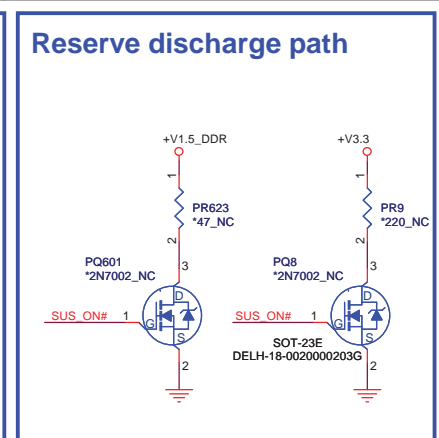 Reserve discharge path
+V1.5_DDR
1
PR623
*47_NC
2
PQ601
*2N7002_NC
3
D
SUS_ON#
1
G
S
2
+V3.3
1
PR9
*220_NC
2
PQ8
*2N7002_NC
3
D
SUS_ON#
1
G
S
SOT-23E
DELH-18-0020000203G
2